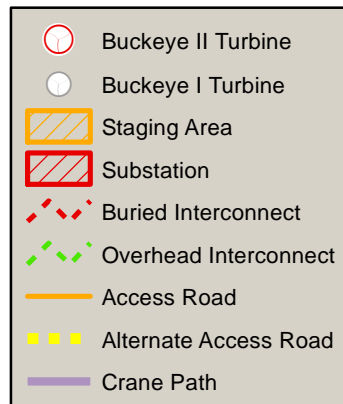 Buckeye II Turbine
Buckeye I Turbine
Staging Area
Substation
Buried Interconnect
Overhead Interconnect
Access Road
Alternate Access Road
Crane Path